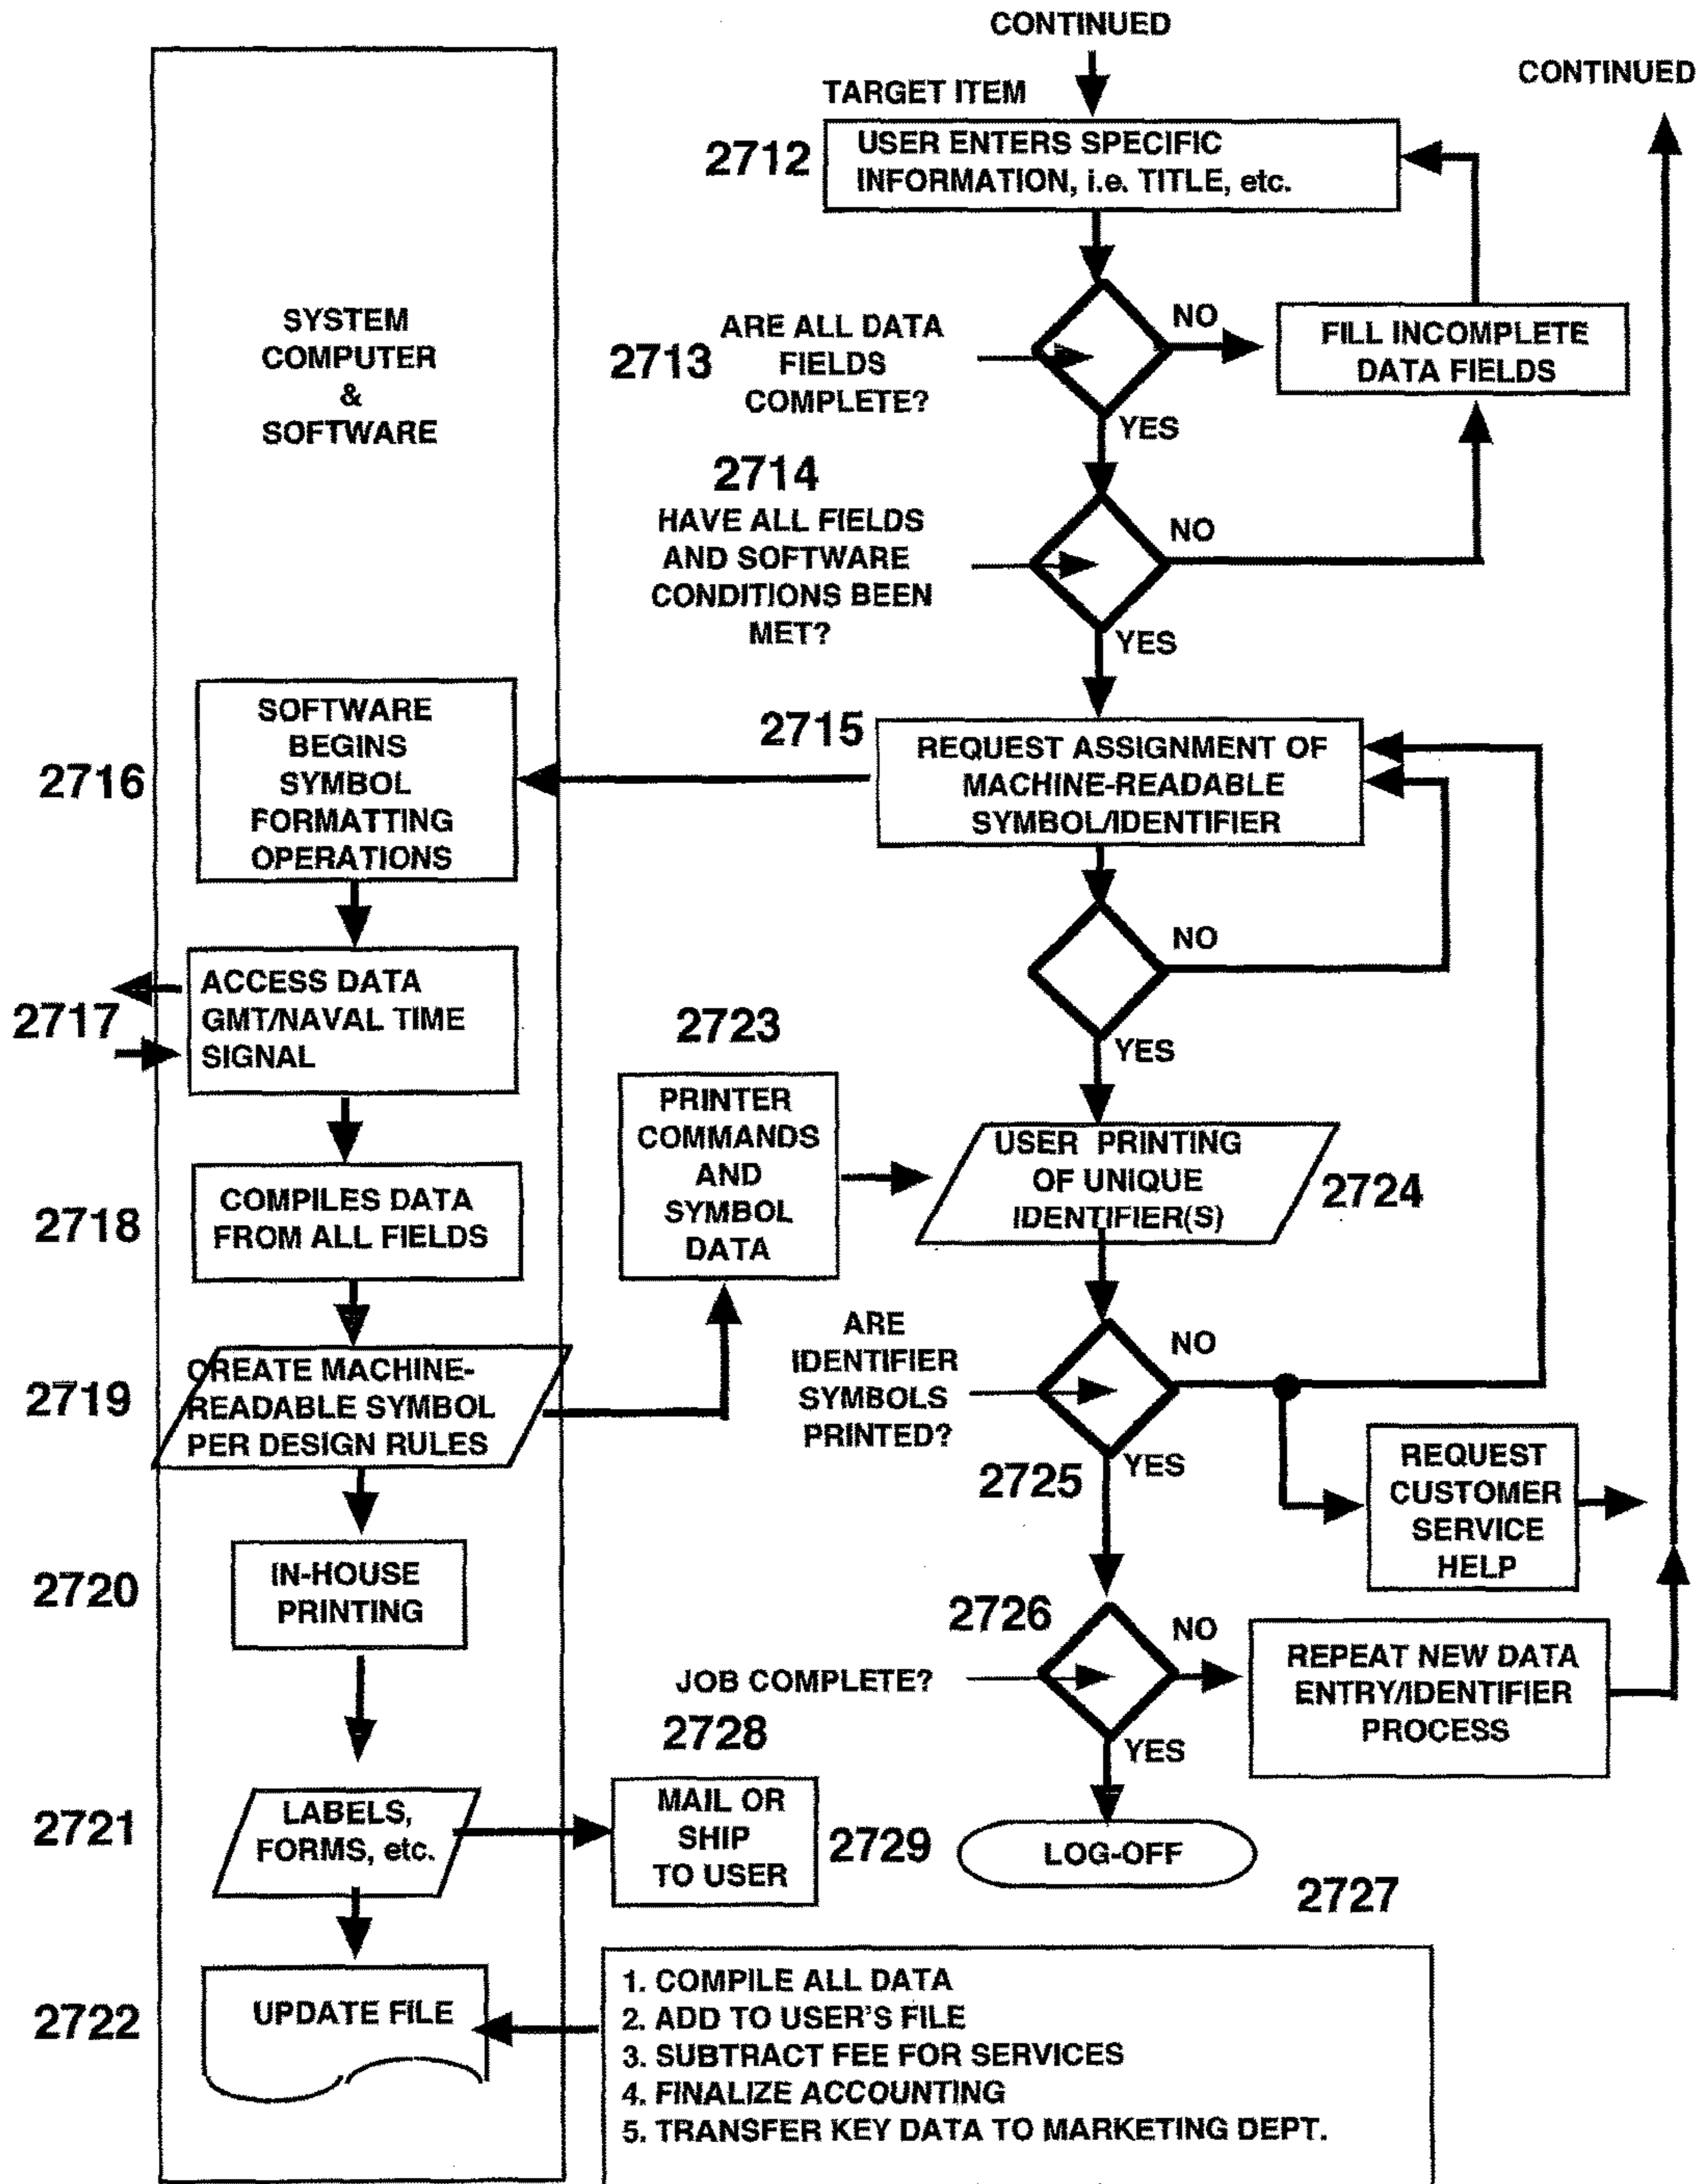 CONTINUED
CONTINUED
TARGET ITEM
2712
USER ENTERS SPECIFIC
INFORMATION, i.e. TITLE, etc.
SYSTEM
COMPUTER
&
SOFTWARE
2713
ARE ALL DATA
FIELDS
COMPLETE?
NO
YES
FILL INCOMPLETE
DATA FIELDS
2714
HAVE ALL FIELDS
AND SOFTWARE
CONDITIONS BEEN
MET?
NO
YES
2715
REQUEST ASSIGNMENT OF
MACHINE-READABLE
SYMBOL/IDENTIFIER
2716
SOFTWARE
BEGINS
SYMBOL
FORMATTING
OPERATIONS
NO
YES
2717
ACCESS DATA
GMT/NAVAL TIME
SIGNAL
2718
COMPILES DATA
FROM ALL FIELDS
2723
PRINTER
COMMANDS
AND
SYMBOL
DATA
USER PRINTING
OF UNIQUE
IDENTIFIER(S)
2724
2719
CREATE MACHINE-
READABLE SYMBOL
PER DESIGN RULES
ARE
IDENTIFIER
SYMBOLS
PRINTED?
2725
NO
YES
REQUEST
CUSTOMER
SERVICE
HELP
2720
IN-HOUSE
PRINTING
2726
JOB COMPLETE?
NO
YES
REPEAT NEW DATA
ENTRY/IDENTIFIER
PROCESS
2721
LABELS,
FORMS, etc.
2728
MAIL OR
SHIP
TO USER
2729
LOG-OFF
2727
2722
UPDATE FILE
1. COMPILE ALL DATA
2. ADD TO USER'S FILE
3. SUBTRACT FEE FOR SERVICES
4. FINALIZE ACCOUNTING
5. TRANSFER KEY DATA TO MARKETING DEPT.